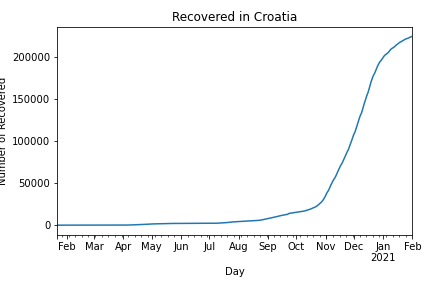 Recovered in Croatia
Number of Recovered
200000
150000
100000
50000
0
Feb Mar Apr May Jun Jul Aug Sep Oct Nov Dec Jan Feb
2021
Day